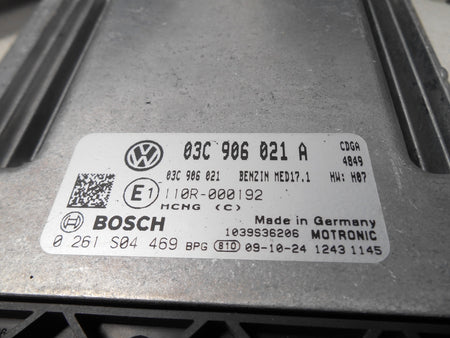 03C 906 021 A CDGA
4849
03C 906 021 BENZIN MED17.1 HW: H07
E1 110R-000192
MCMG (C)
BOSCH Made in Germany
1039S36206 MOTRONIC
0 261 S04 469 BPG 810 09-10-24 1243 1145